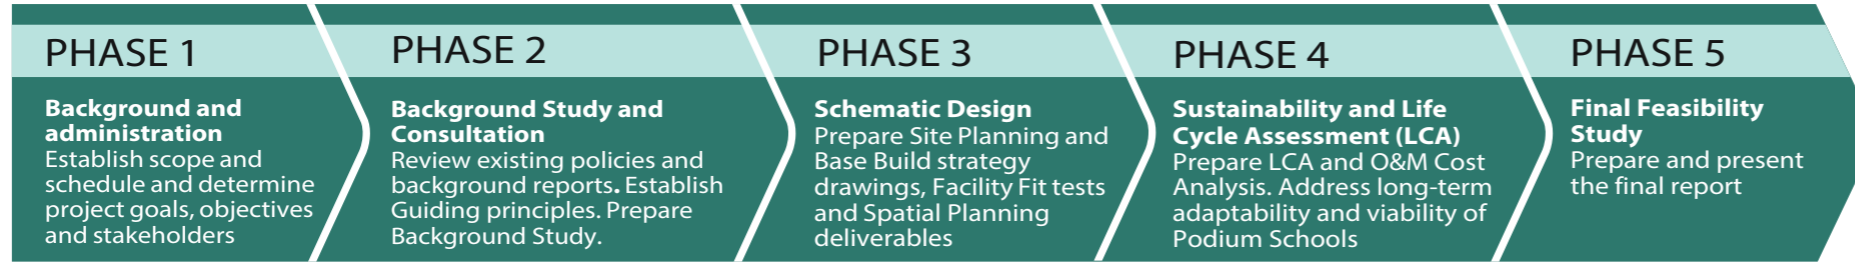 PHASE 1
Background and
administration
Establish scope and
schedule and determine
project goals, objectives
and stakeholders
PHASE 2
Background Study and
Consultation
Review existing policies and
background reports. Establish
Guiding principles. Prepare
Background Study.
PHASE 3
Schematic Design
Prepare Site Planning and
Base Build strategy
drawings, Facility Fit tests
and Spatial Planning
deliverables
PHASE 4
Sustainability and Life
Cycle Assessment (LCA)
Prepare LCA and O&M Cost
Analysis. Address long-term
adaptability and viability of
Podium Schools
PHASE 5
Final Feasibility
Study
Prepare and present
the final report